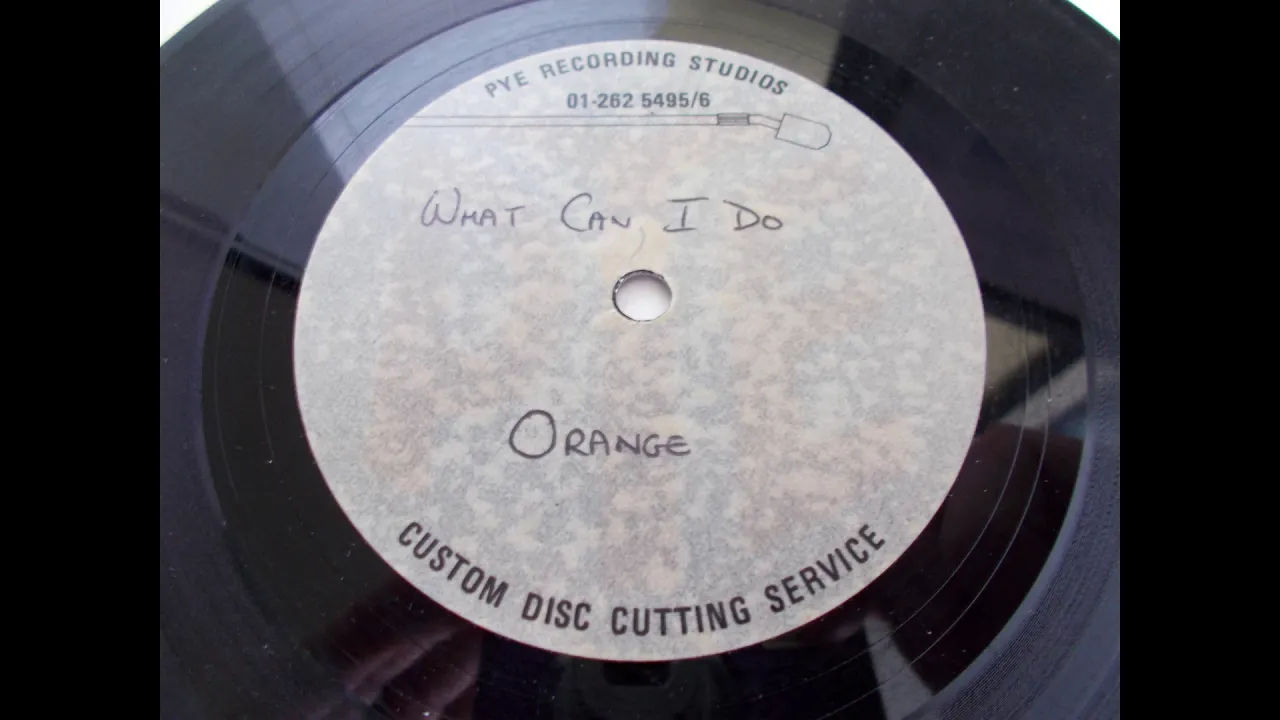 PYE RECORDING STUDIOS
01-262 5495/6
WHAT CAN I DO
ORANGE
CUSTOM DISC CUTTING SERVICE